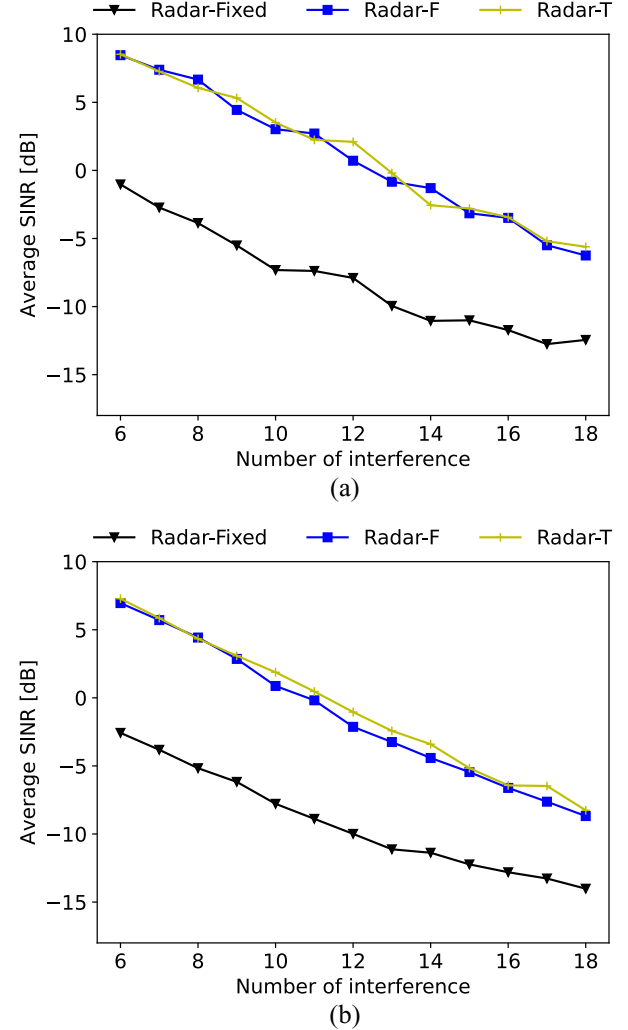 Radar-Fixed Radar-F Radar-T
10
5
0
−5
−10
−15
Average SINR [dB]
6 8 10 12 14 16 18
Number of interference
(a)
Radar-Fixed Radar-F Radar-T
10
5
0
−5
−10
−15
Average SINR [dB]
6 8 10 12 14 16 18
Number of interference
(b)